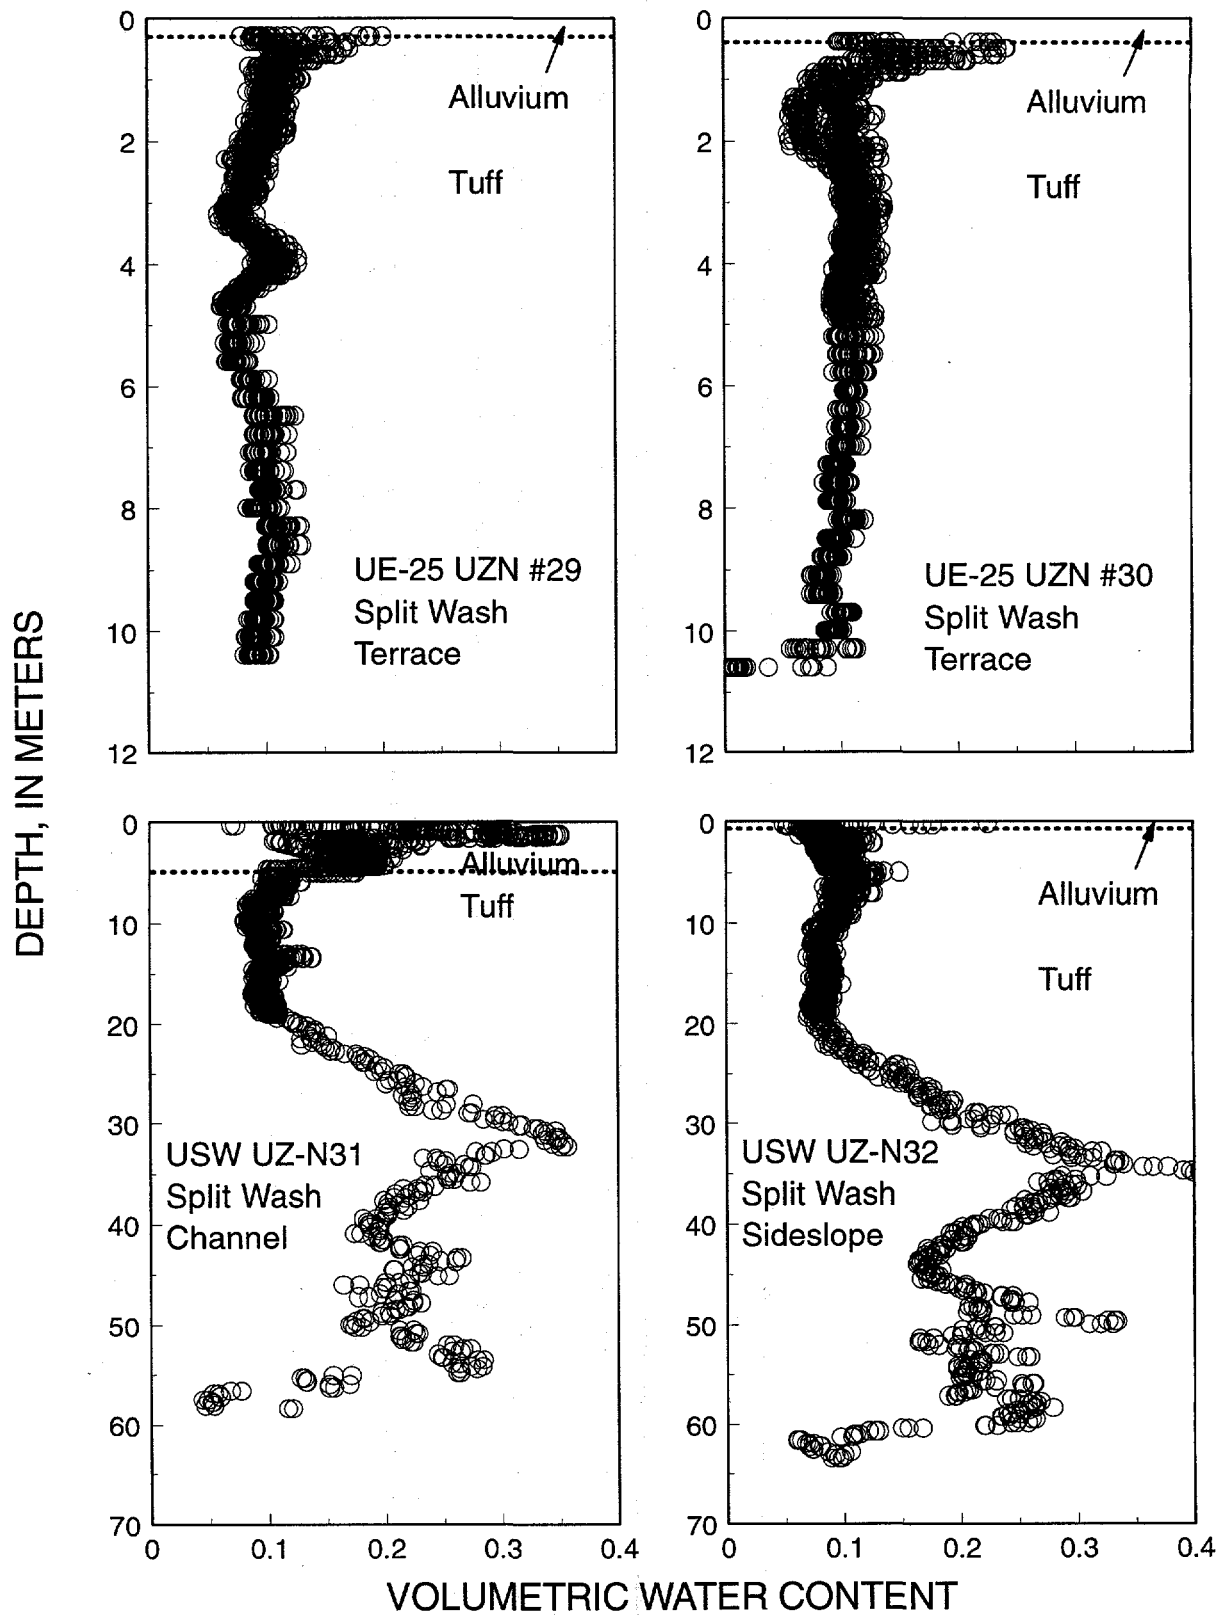 DEPTH, IN METERS
0
2
4
6
8
10
12
Alluvium
Tuff
UE-25 UZN #29
Split Wash
Terrace
0
2
4
6
8
10
12
Alluvium
Tuff
UE-25 UZN #30
Split Wash
Terrace
0
10
20
30
40
50
60
70
Alluvium
Tuff
USW UZ-N31
Split Wash
Channel
0 0.1 0.2 0.3 0.4
0
10
20
30
40
50
60
70
Alluvium
Tuff
USW UZ-N32
Split Wash
Sideslope
0 0.1 0.2 0.3 0.4
VOLUMETRIC WATER CONTENT